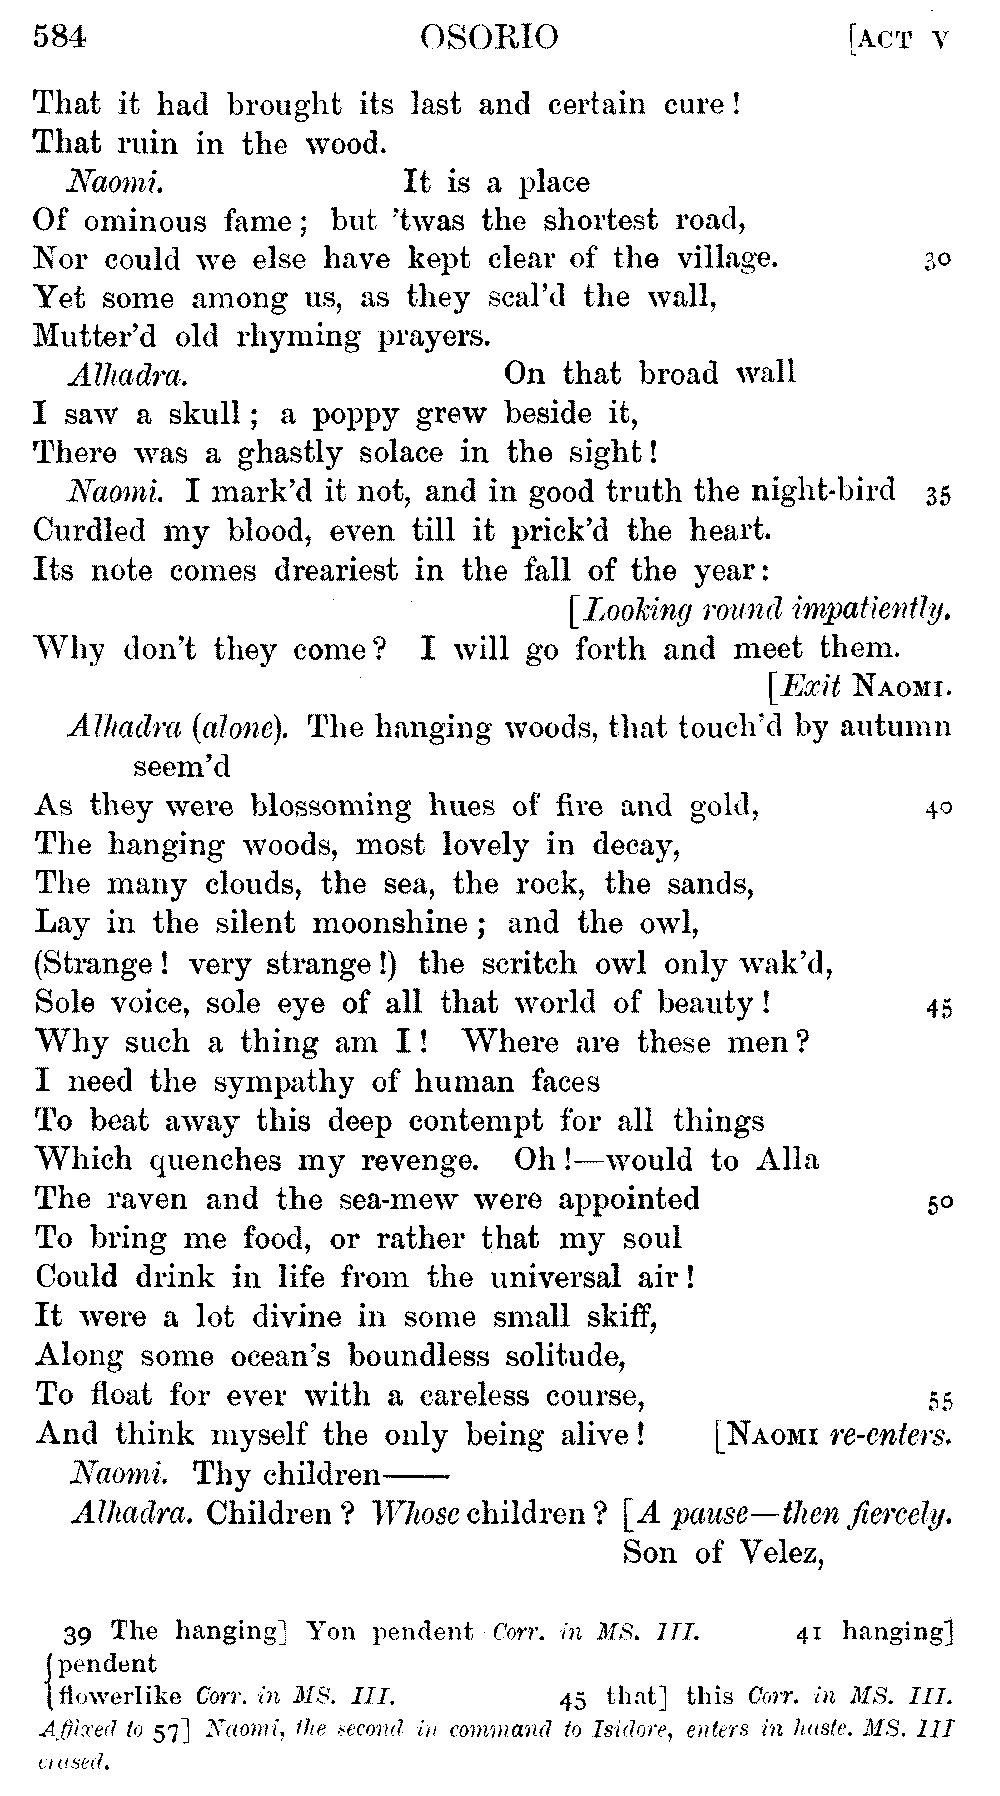 584 OSORIO [ACT V
That it had brought its last and certain cure !
That ruin in the wood.
Naomi. It is a place
Of ominous fame ; but 'twas the shortest road,
Nor could we else have kept clear of the village. 30
Yet some among us, as they scal'd the wall,
Mutter'd old rhyming prayers.
Alhadra. On that broad wall
I saw a skull ; a poppy grew beside it,
There was a ghastly solace in the sight !
Naomi. I mark'd it not, and in good truth the night-bird 35
Curdled my blood, even till it prick'd the heart.
Its note comes dreariest in the fall of the year:
[Looking round impatiently.
Why don't they come? I will go forth and meet them.
[Exit NAOMI.
Alhadra (alone). The hanging woods, that touch'd by autumn
seem'd
As they were blossoming hues of fire and gold, 40
The hanging woods, most lovely in decay,
The many clouds, the sea, the rock, the sands,
Lay in the silent moonshine ; and the owl,
(Strange ! very strange !) the scritch owl only wak'd,
Sole voice, sole eye of all that world of beauty ! 45
Why such a thing am I ! Where are these men ?
I need the sympathy of human faces
To beat away this deep contempt for all things
Which quenches my revenge. Oh !—would to Alla
The raven and the sea-mew were appointed 50
To bring me food, or rather that my soul
Could drink in life from the universal air !
It were a lot divine in some small skiff,
Along some ocean's boundless solitude,
To float for ever with a careless course, 55
And think myself the only being alive ! [NAOMI re-enters.
Naomi. Thy children——
Alhadra. Children ? Whose children ? [A pause—then fiercely.
Son of Velez,
39 The hanging] Yon pendent Corr. in MS. III. 41 hanging]
{pendent
{flowerlike Corr. in MS. III. 45 that] this Corr. in MS. III.
Affixed to 57] Naomi, the second in command to Isidore, enters in haste. MS. III
erased.